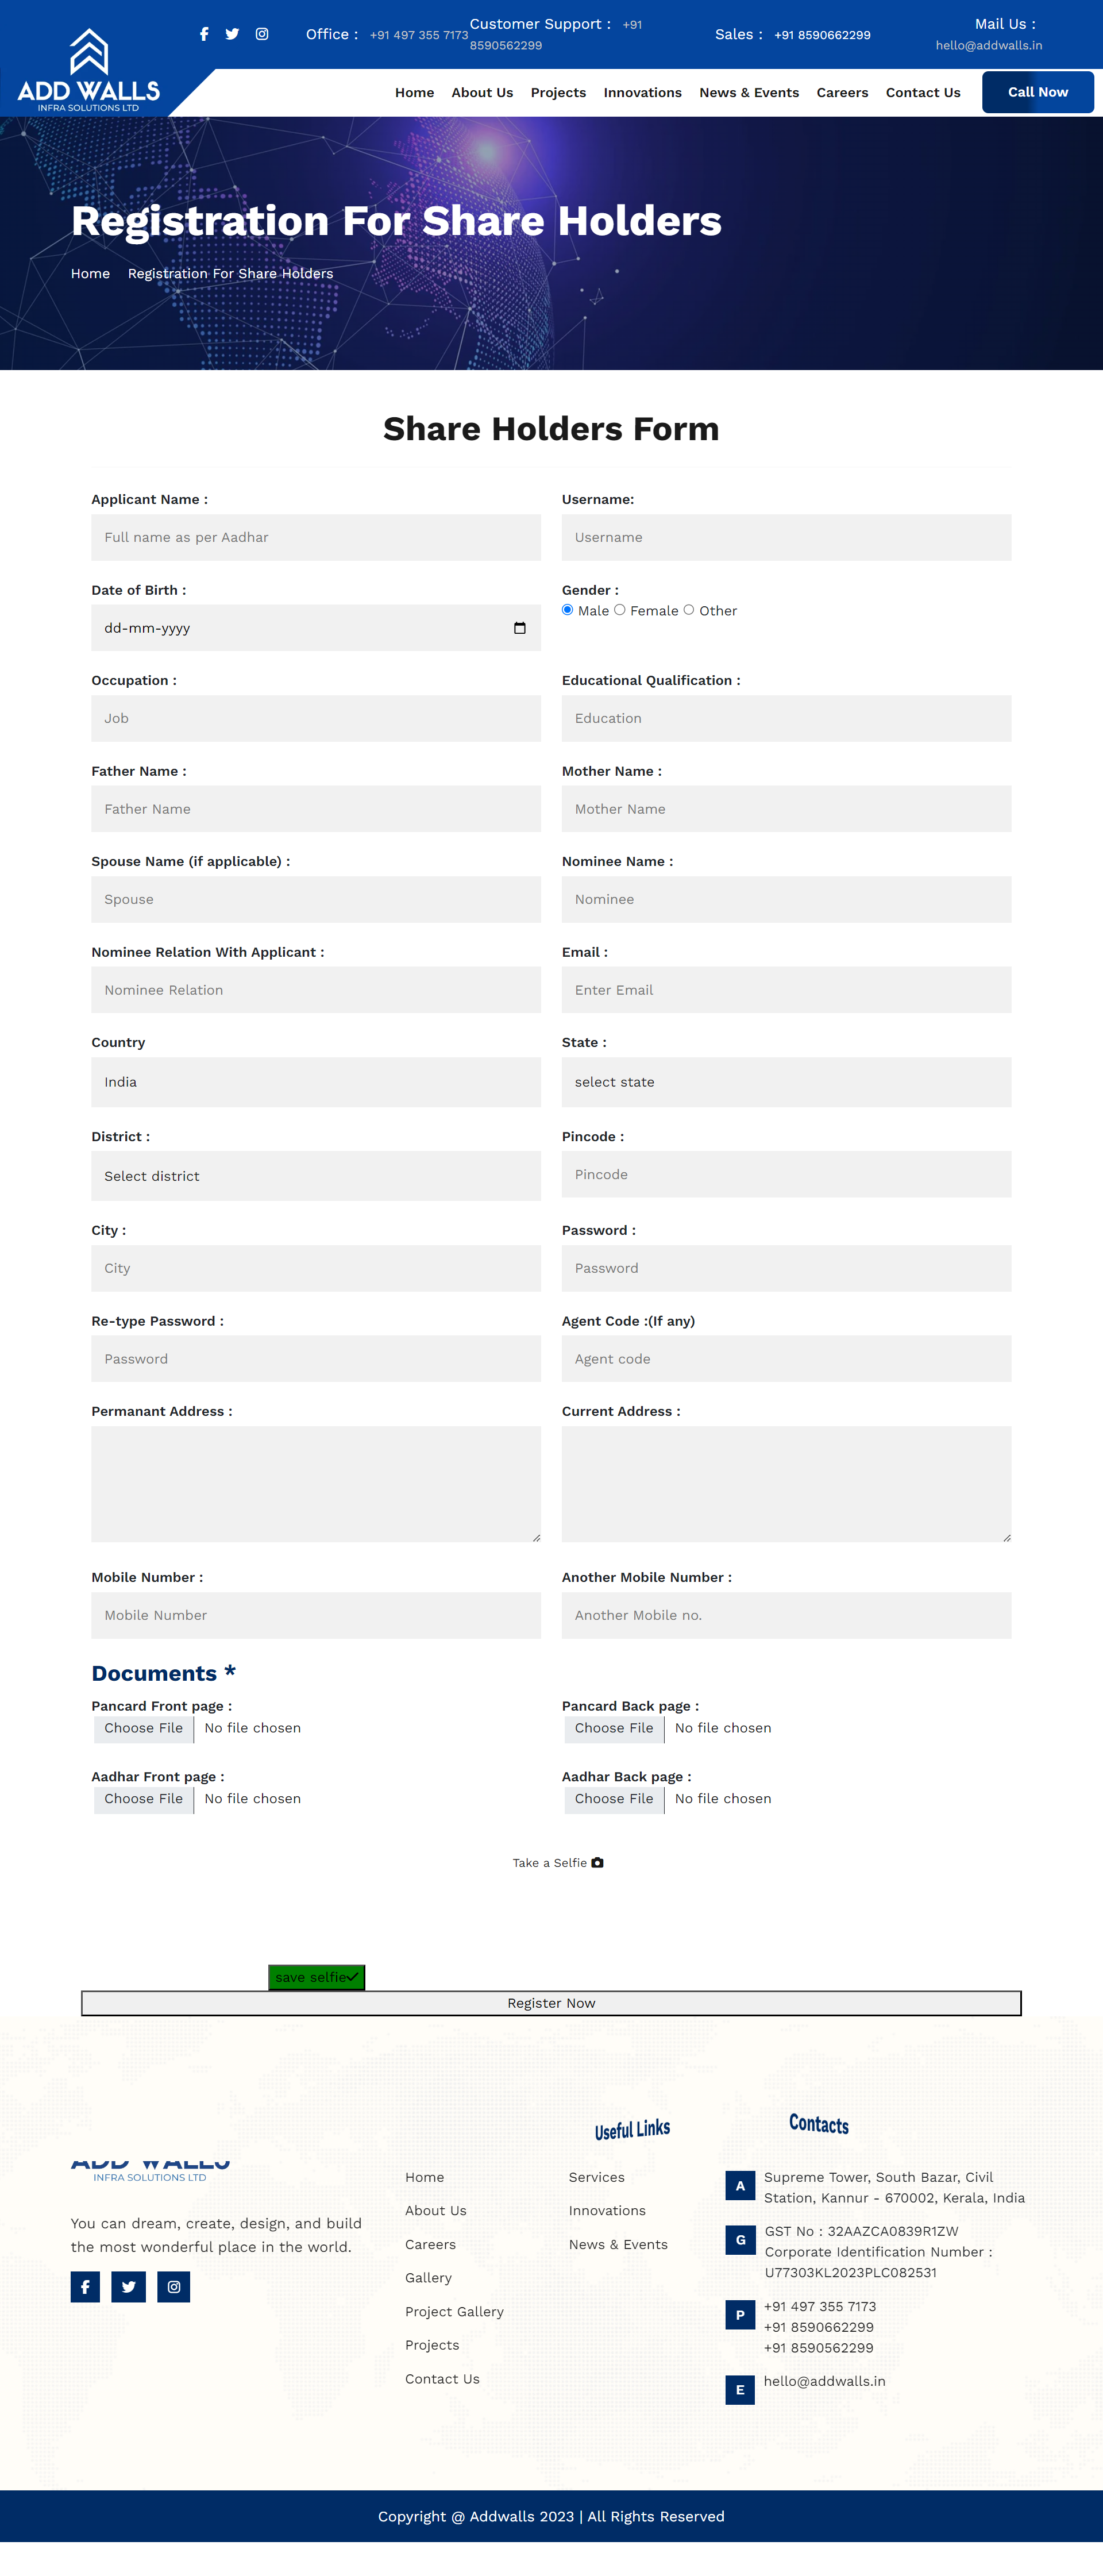 ADD WALLS
INFRA SOLUTIONS LTD
Office : +91 497 355 7173
Customer Support : +91
8590562299
Sales : +91 8590662299
Mail Us :
hello@addwalls.in
Home About Us Projects Innovations News & Events Careers Contact Us Call Now
Registration For Share Holders
Home Registration For Share Holders
Share Holders Form
Applicant Name : Username:
Full name as per Aadhar Username
Date of Birth : Gender :
dd-mm-yyyy Male Female Other
Occupation : Educational Qualification :
Job Education
Father Name : Mother Name :
Father Name Mother Name
Spouse Name (if applicable) : Nominee Name :
Spouse Nominee
Nominee Relation With Applicant : Email :
Nominee Relation Enter Email
Country State :
India select state
District : Pincode :
Select district Pincode
City : Password :
City Password
Re-type Password : Agent Code :(If any)
Password Agent code
Permanant Address : Current Address :
Mobile Number : Another Mobile Number :
Mobile Number Another Mobile no.
Documents *
Pancard Front page : Pancard Back page :
Choose File No file chosen Choose File No file chosen
Aadhar Front page : Aadhar Back page :
Choose File No file chosen Choose File No file chosen
Take a Selfie
save selfie
Register Now
ADD WALLS
INFRA SOLUTIONS LTD
You can dream, create, design, and build
the most wonderful place in the world.
Useful Links
Home Services
About Us Innovations
Careers News & Events
Gallery
Project Gallery
Projects
Contact Us
Contacts
A Supreme Tower, South Bazar, Civil
Station, Kannur - 670002, Kerala, India
G GST No : 32AAZCA0839R1ZW
Corporate Identification Number :
U77303KL2023PLC082531
P +91 497 355 7173
+91 8590662299
+91 8590562299
E hello@addwalls.in
Copyright @ Addwalls 2023 | All Rights Reserved